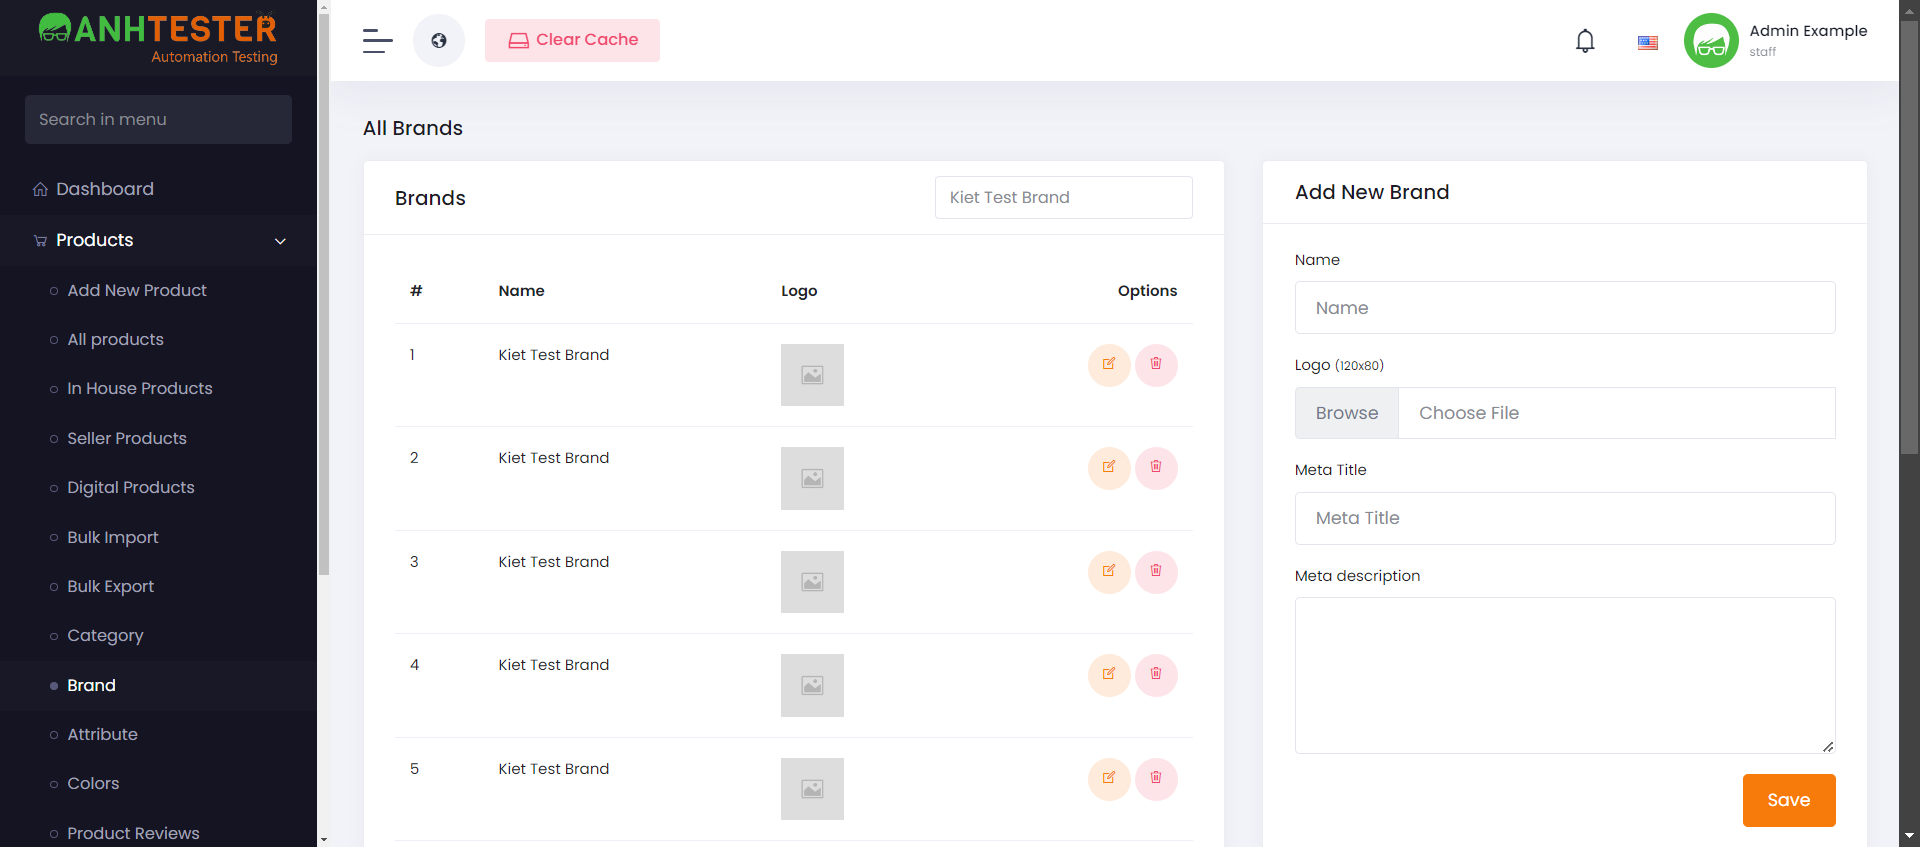 ANHTESTER
Automation Testing
Search in menu
Dashboard
Products
Add New Product
All products
In House Products
Seller Products
Digital Products
Bulk Import
Bulk Export
Category
Brand
Attribute
Colors
Product Reviews
Clear Cache
Admin Example
staff
All Brands
Brands
Kiet Test Brand
# Name Logo Options
1 Kiet Test Brand
2 Kiet Test Brand
3 Kiet Test Brand
4 Kiet Test Brand
5 Kiet Test Brand
Add New Brand
Name
Name
Logo (120x80)
Browse Choose File
Meta Title
Meta Title
Meta description
Save